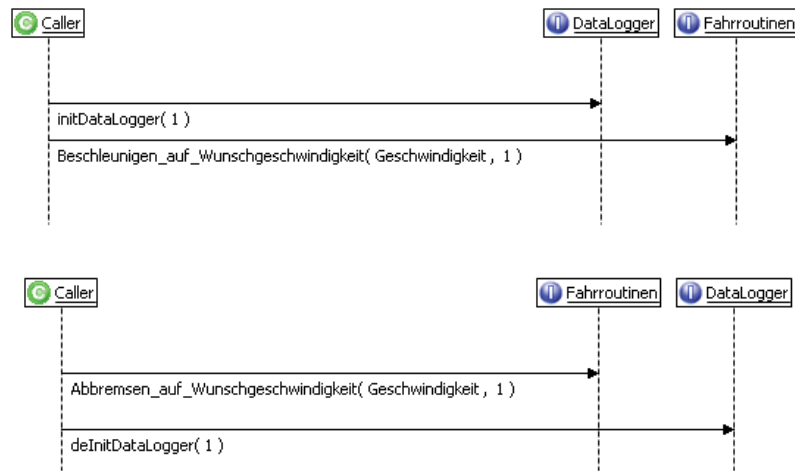 C Caller
I DataLogger
I Fahrroutinen
initDataLogger( 1 )
Beschleunigen_auf_Wunschgeschwindigkeit( Geschwindigkeit , 1 )
C Caller
I Fahrroutinen
I DataLogger
Abbremsen_auf_Wunschgeschwindigkeit( Geschwindigkeit , 1 )
deInitDataLogger( 1 )